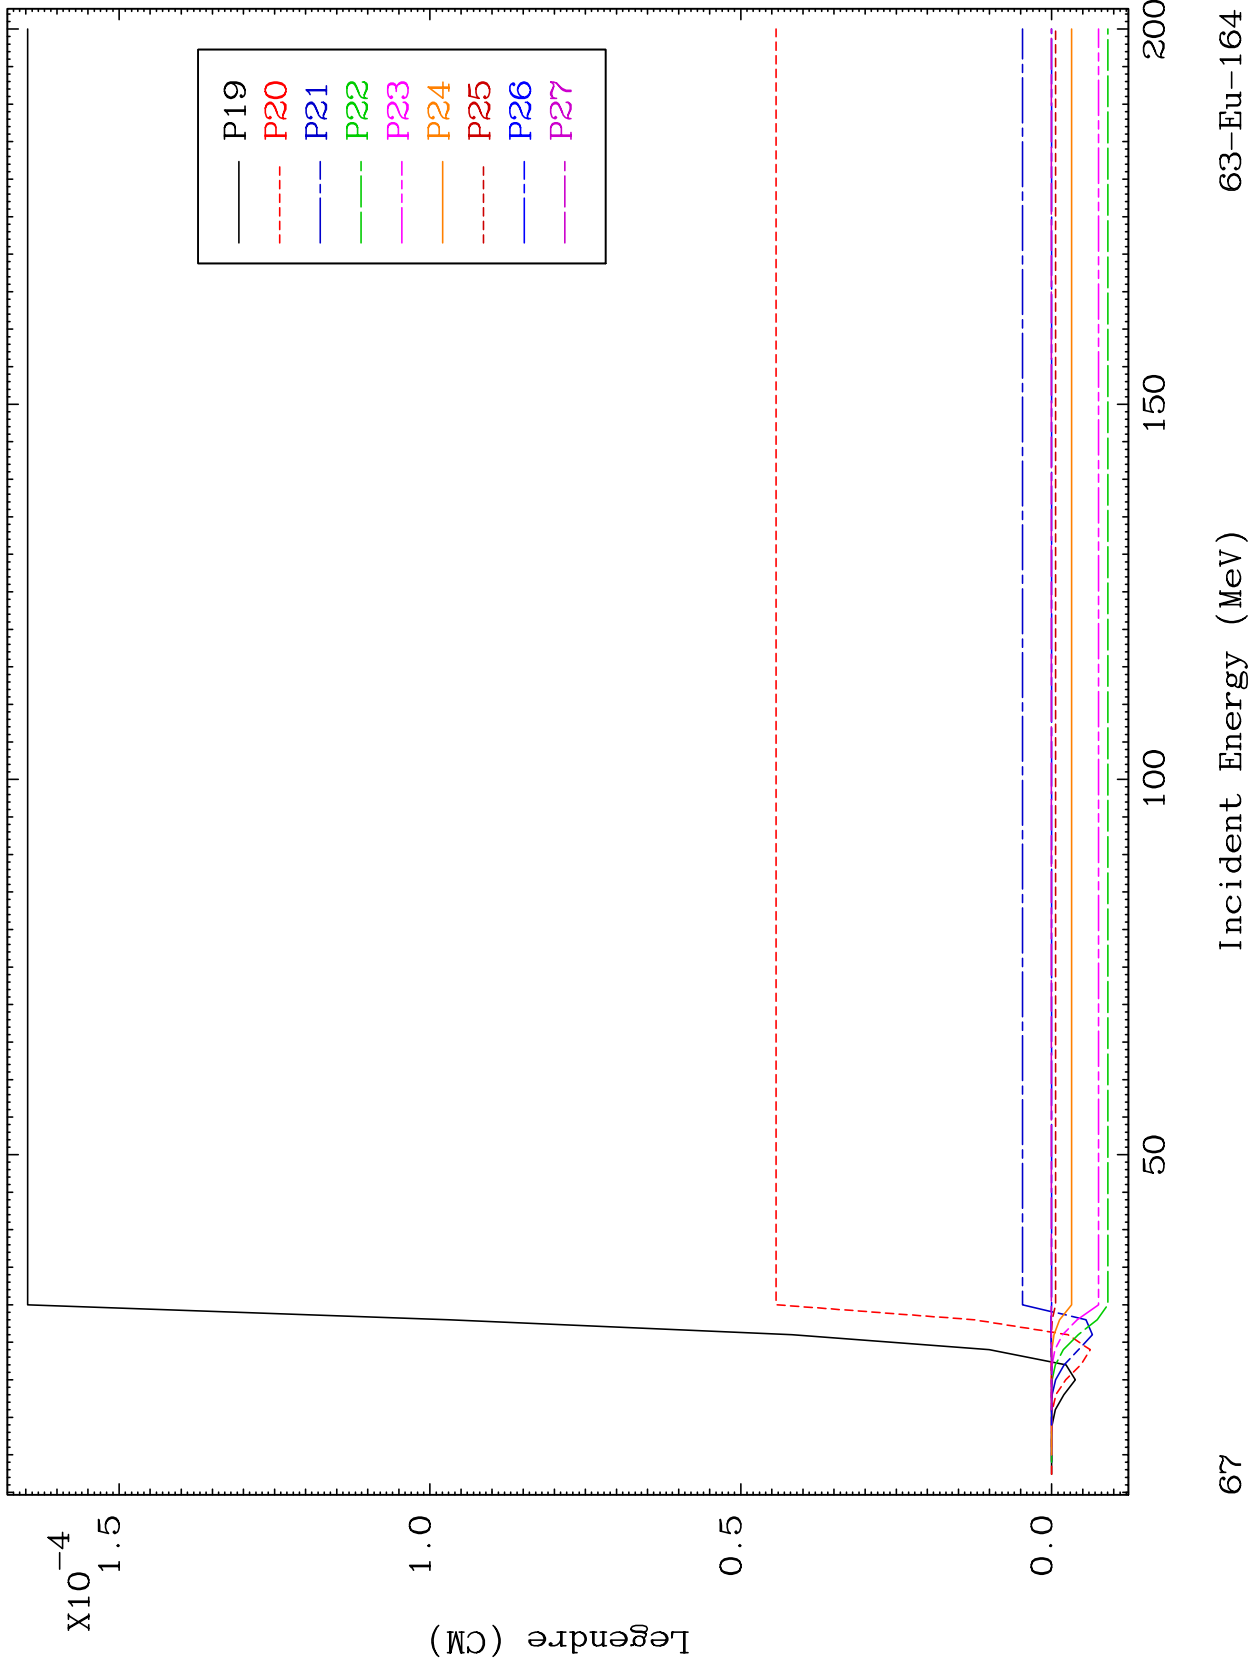 X10-4
1.5
1.0
0.5
0.0
Legendre (CM)
P19
P20
P21
P22
P23
P24
P25
P26
P27
50
100
150
200
Incident Energy (MeV)
67
63-Eu-164